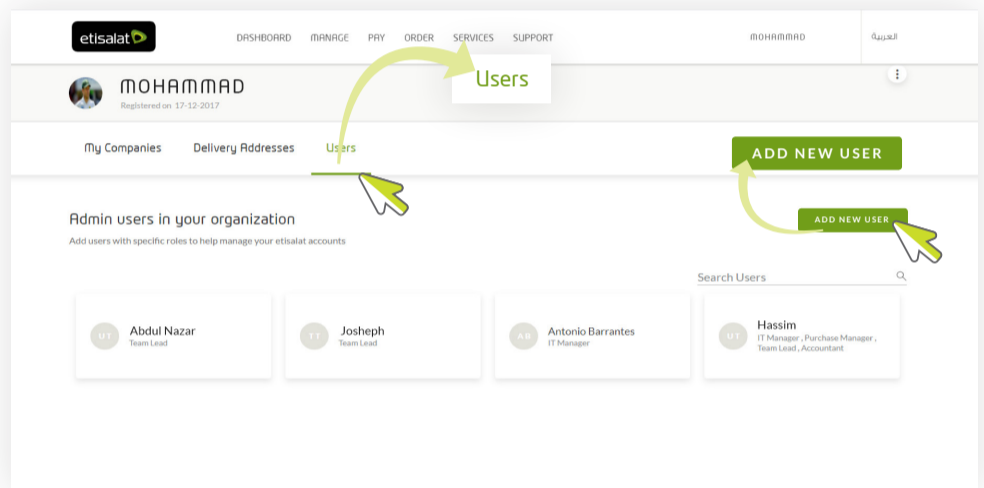 etisalat
DASHBOARD MANAGE PAY ORDER SERVICES SUPPORT MOHAMMAD العربية
Users
MOHAMMAD
Registered on 17-12-2017
My Companies Delivery Addresses Users
ADD NEW USER
Admin users in your organization
ADD NEW USER
Add users with specific roles to help manage your etisalat accounts
Search Users
UT Abdul Nazar
Team Lead
TT Josheph
Team Lead
AB Antonio Barrantes
IT Manager
UT Hassim
IT Manager , Purchase Manager ,
Team Lead , Accountant